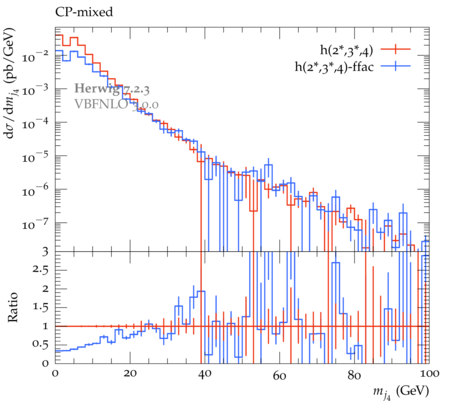 CP-mixed
dσ/dm_{j_4} (pb/GeV)
10^{-2}
10^{-3}
10^{-4}
10^{-5}
10^{-6}
10^{-7}
h(2*,3*,4)
h(2*,3*,4)-ffac
Herwig 7.2.3
VBFNLO 3.0.0
Ratio
3
2.5
2
1.5
1
0.5
0
0 20 40 60 80 100
m_{j_4} (GeV)